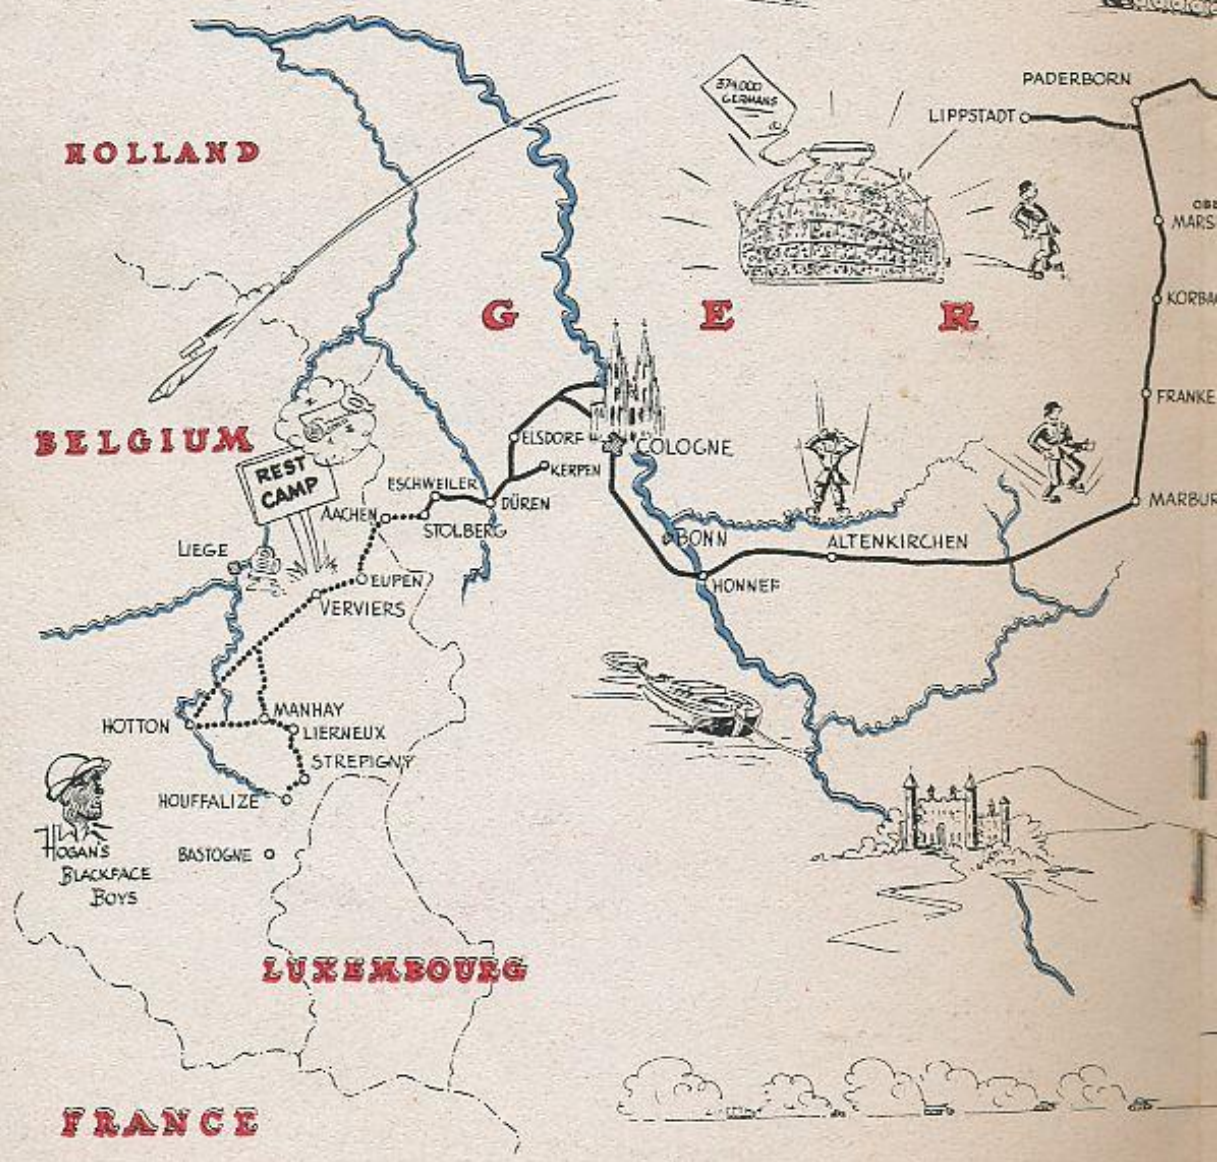 PADERBORN
LIPPSTADT
374,000
GERMANS
HOLLAND
MARS
KORBA
G E R
FRANKE
BELGIUM
REST
CAMP
ELSDORF
COLOGNE
KERPEN
ESCHWEILER
DÜREN
MARBUR
AACHEN
STOLBERG
BONN
ALTENKIRCHEN
LIEGE
EUPEN
HONNEF
VERVIERS
MANHAY
HOTTON
LIERNEUX
STREPIGNY
HOUFFALIZE
HOGAN'S
BLACKFACE
BOYS
BASTOGNE
LUXEMBOURG
FRANCE